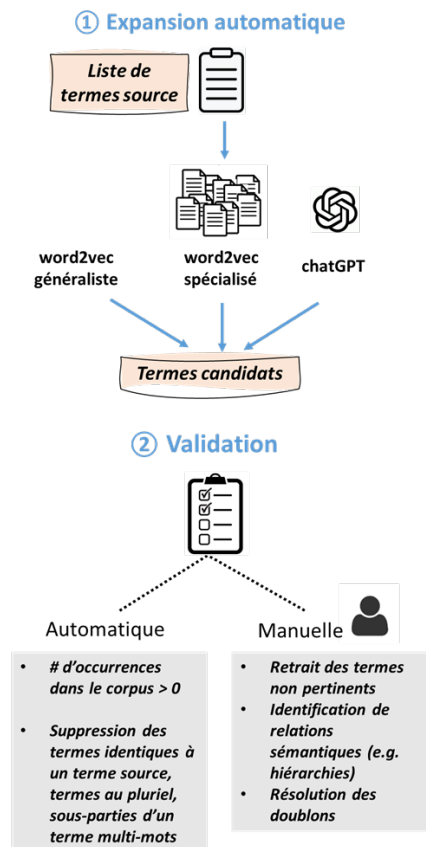 ① Expansion automatique
Liste de
termes source
word2vec
généraliste
word2vec
spécialisé
chatGPT
Termes candidats
② Validation
Automatique
• # d'occurrences
dans le corpus > 0
• Suppression des
termes identiques à
un terme source,
termes au pluriel,
sous-parties d'un
terme multi-mots
Manuelle
• Retrait des termes
non pertinents
• Identification de
relations
sémantiques (e.g.
hiérarchies)
• Résolution des
doublons